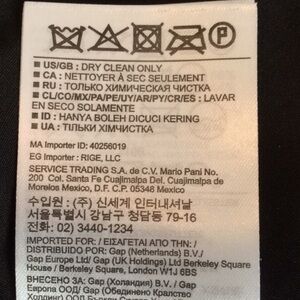 P
■ US/GB : DRY CLEAN ONLY
■ CA : NETTOYER À SEC SEULEMENT
■ RU : ТОЛЬКО ХИМИЧЕСКАЯ ЧИСТКА
■ CL/CO/MX/PA/PE/UY/AR/PY/CR/ES : LAVAR
EN SECO SOLAMENTE
■ ID : HANYA BOLEH DICUCI KERING
■ UA : ТІЛЬКИ ХІМЧИСТКА
MA Importer ID: 40256019
EG Importer : RIGE, LLC
SERVICE TRADING S.A. de C.V. Mario Pani No.
200 Col. Santa Fe Cuajimalpa Del. Cuajimalpa de
Morelos Mexico, D.F. C.P. 05348 Mexico
수입원 : (주) 신세계 인터내셔날
서울특별시 강남구 청담동 79-16
전화: 02) 3440-1234
IMPORTED FOR: / ΕΙΣΑΓΕΤΑΙ ΑΠΟ ΤΗΝ: /
DISTRIBUIDO POR: Gap (Netherlands) B.V./
Gap Europe Ltd/ Gap (UK Holdings) Ltd Berkeley Square
House / Berkeley Square, London W1J 6BS
ВНЕСЕНО ЗА: Gap (Хонсязка) B.V. / Gap
Европа ООД/ Gap (Обединено Кралство